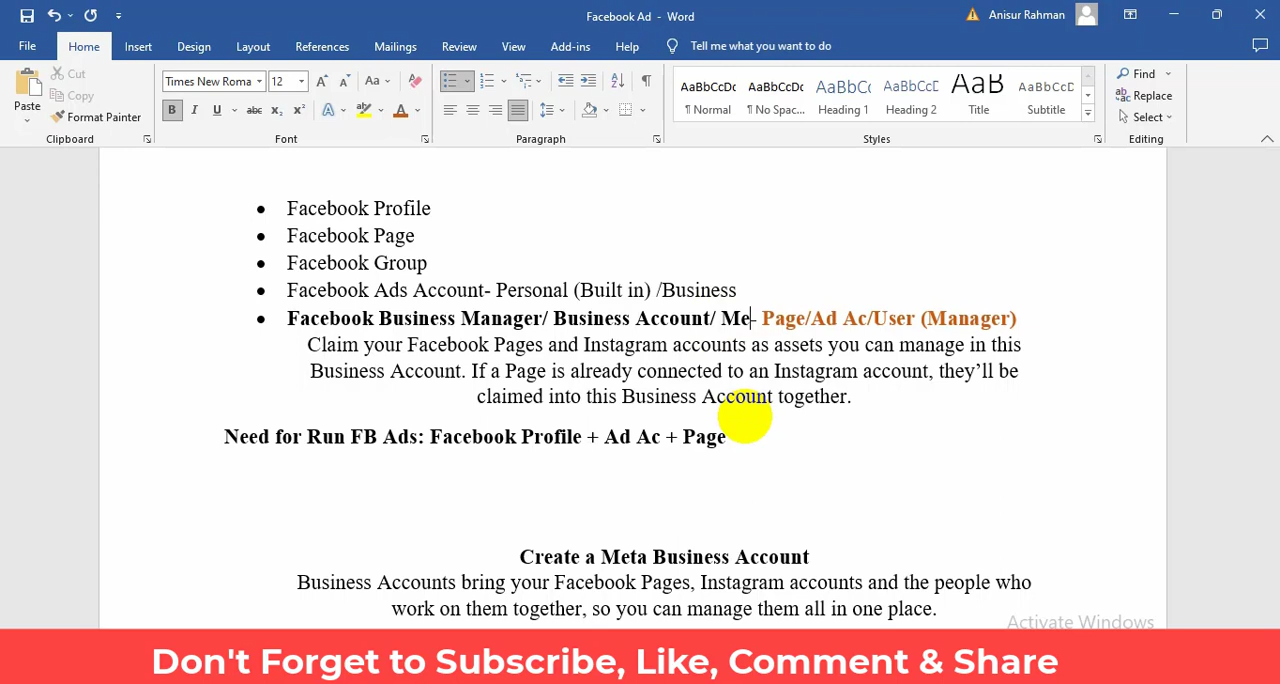 Facebook Ad - Word
Anisur Rahman
File Home Insert Design Layout References Mailings Review View Add-ins Help Tell me what you want to do
Paste
Cut
Copy
Format Painter
Times New Roma 12
Clipboard
Font
Paragraph
AaBbCcDc AaBbCcDc AaBbCc AaBbCcD AaB AaBbCcD
¶ Normal ¶ No Spac... Heading 1 Heading 2 Title Subtitle
Styles
Find
Replace
Select
Editing
• Facebook Profile
• Facebook Page
• Facebook Group
• Facebook Ads Account- Personal (Built in) /Business
• Facebook Business Manager/ Business Account/ Me- Page/Ad Ac/User (Manager)
Claim your Facebook Pages and Instagram accounts as assets you can manage in this
Business Account. If a Page is already connected to an Instagram account, they’ll be
claimed into this Business Account together.
Need for Run FB Ads: Facebook Profile + Ad Ac + Page
Create a Meta Business Account
Business Accounts bring your Facebook Pages, Instagram accounts and the people who
work on them together, so you can manage them all in one place.
Activate Windows
Don't Forget to Subscribe, Like, Comment & Share